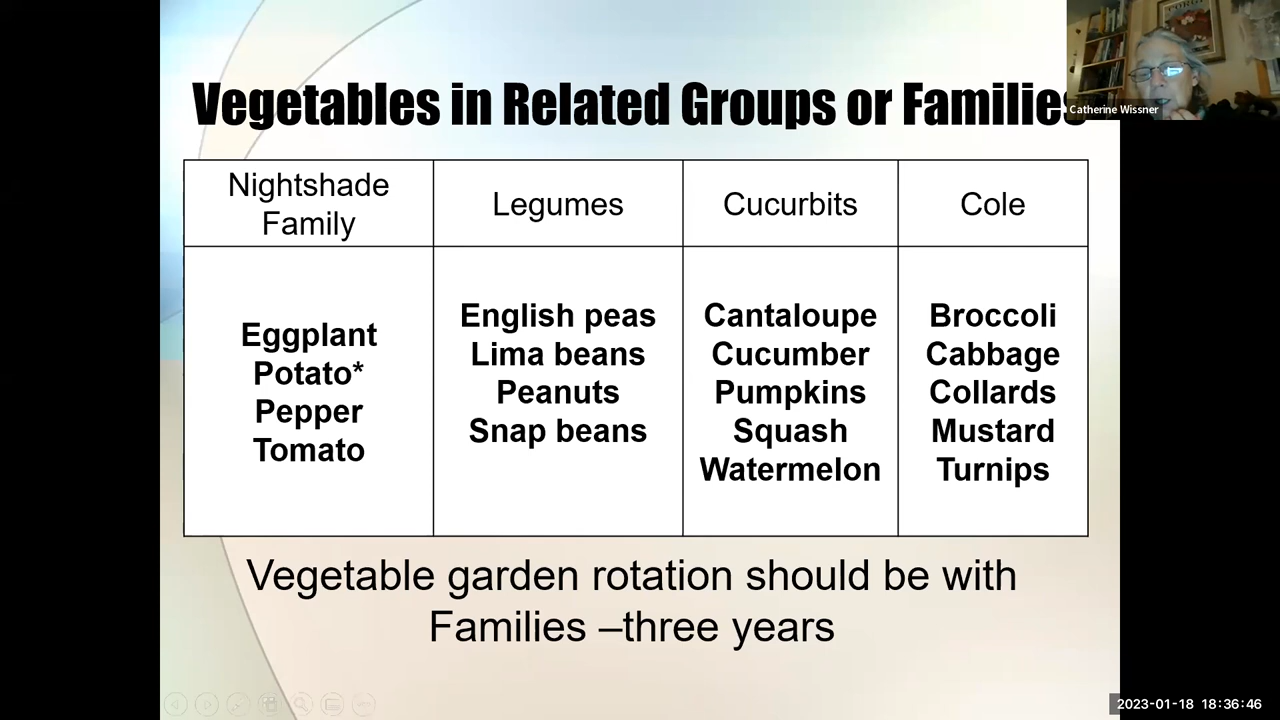 Vegetables in Related Groups or Families
CORGI
Catherine Wissner
Nightshade
Family
Legumes
Cucurbits
Cole
Eggplant
Potato*
Pepper
Tomato
English peas
Lima beans
Peanuts
Snap beans
Cantaloupe
Cucumber
Pumpkins
Squash
Watermelon
Broccoli
Cabbage
Collards
Mustard
Turnips
Vegetable garden rotation should be with
Families –three years
2023-01-18 18:36:46